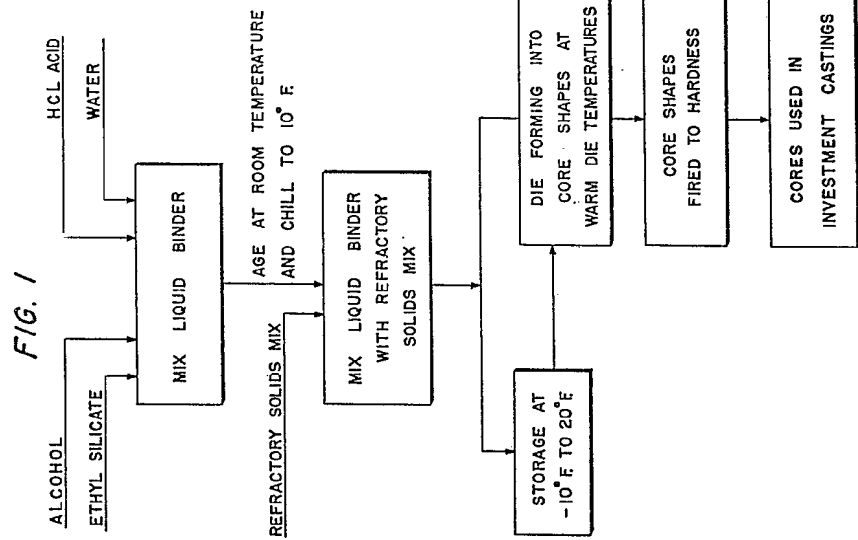 FIG. 1
ALCOHOL
ETHYL SILICATE
HCL ACID
WATER
MIX LIQUID BINDER
AGE AT ROOM TEMPERATURE
AND CHILL TO 10° F.
REFRACTORY SOLIDS MIX
MIX LIQUID BINDER
WITH REFRACTORY
SOLIDS MIX
STORAGE AT
-10° F. TO 20° F.
DIE FORMING INTO
CORE SHAPES AT
WARM DIE TEMPERATURES
CORE SHAPES
FIRED TO HARDNESS
CORES USED IN
INVESTMENT CASTINGS